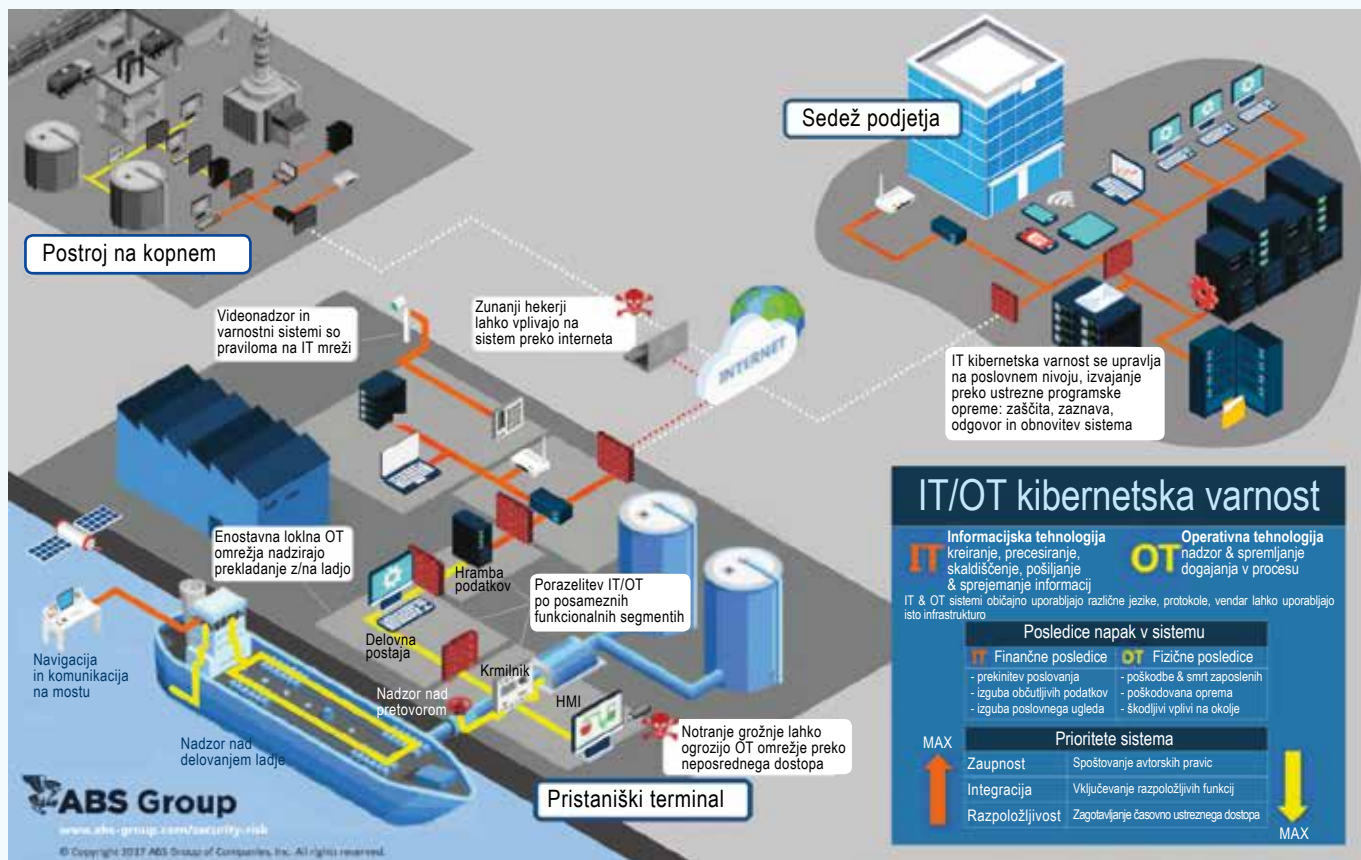 Sedež podjetja
Postroj na kopnem
Videonadzor in
varnostni sistemi so
praviloma na IT mreži
Zunanji hekerji
lahko vplivajo na
sistem preko interneta
INTERNET
IT kibernetska varnost se upravlja
na poslovnem nivoju, izvajanje
preko ustrezne programske
opreme: zaščita, zaznava,
odgovor in obnovitev sistema
Enostavna loklna OT
omrežja nadzirajo
prekladanje z/na ladjo
Hramba
podatkov
Porazelitev IT/OT
po posameznih
funkcionalnih segmentih
Delovna
postaja
Krmilnik
Nadzor nad
pretovorom
HMI
Navigacija
in komunikacija
na mostu
Nadzor nad
delovanjem ladje
Notranje grožnje lahko
ogrozijo OT omrežje preko
neposrednega dostopa
Pristaniški terminal
ABS Group
www.abs-group.com/security-risk
© Copyright 2017 ABS Group of Companies, Inc. All rights reserved.
IT/OT kibernetska varnost
IT
Informacijska tehnologija
kreiranje, precesiranje,
skaldiščenje, pošiljanje
& sprejemanje informacij
OT
Operativna tehnologija
nadzor & spremljanje
dogajanja v procesu
IT & OT sistemi običajno uporabljajo različne jezike, protokole, vendar lahko uporabljajo
isto infrastrukturo
Posledice napak v sistemu
IT Finančne posledice
OT Fizične posledice
- prekinitev poslovanja
- izguba občutljivih podatkov
- izguba poslovnega ugleda
- poškodbe & smrt zaposlenih
- poškodovana oprema
- škodljivi vplivi na okolje
MAX
Prioritete sistema
Zaupnost Spoštovanje avtorskih pravic
Integracija Vključevanje razpoložljivih funkcij
Razpoložljivost Zagotavljanje časovno ustreznega dostopa
MAX